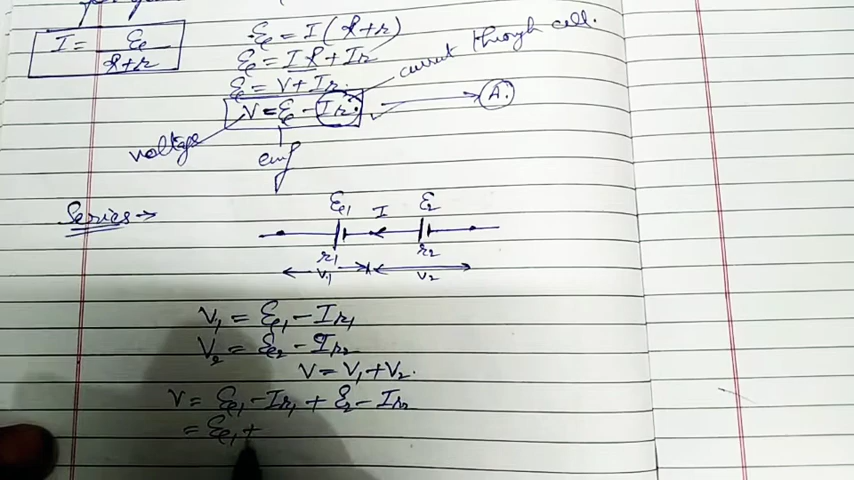 I = ε / R+r
ε = I (R+r)
ε = IR + Ir
ε = V + Ir.
V = ε - Ir. → A.
current through cell.
voltage
emf
Series →
ε1 I ε2
r1 r2
V1 V2
V1 = ε1 - Ir1
V2 = ε2 - Ir2
V = V1 + V2.
V = ε1 - Ir1 + ε2 - Ir2
= ε1 +